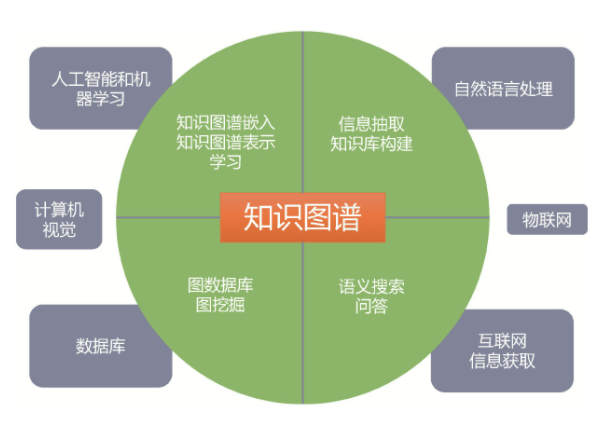 人工智能和机
器学习
自然语言处理
知识图谱嵌入
知识图谱表示
学习
信息抽取
知识库构建
计算机
视觉
知识图谱
物联网
图数据库
图挖掘
语义搜索
问答
数据库
互联网
信息获取